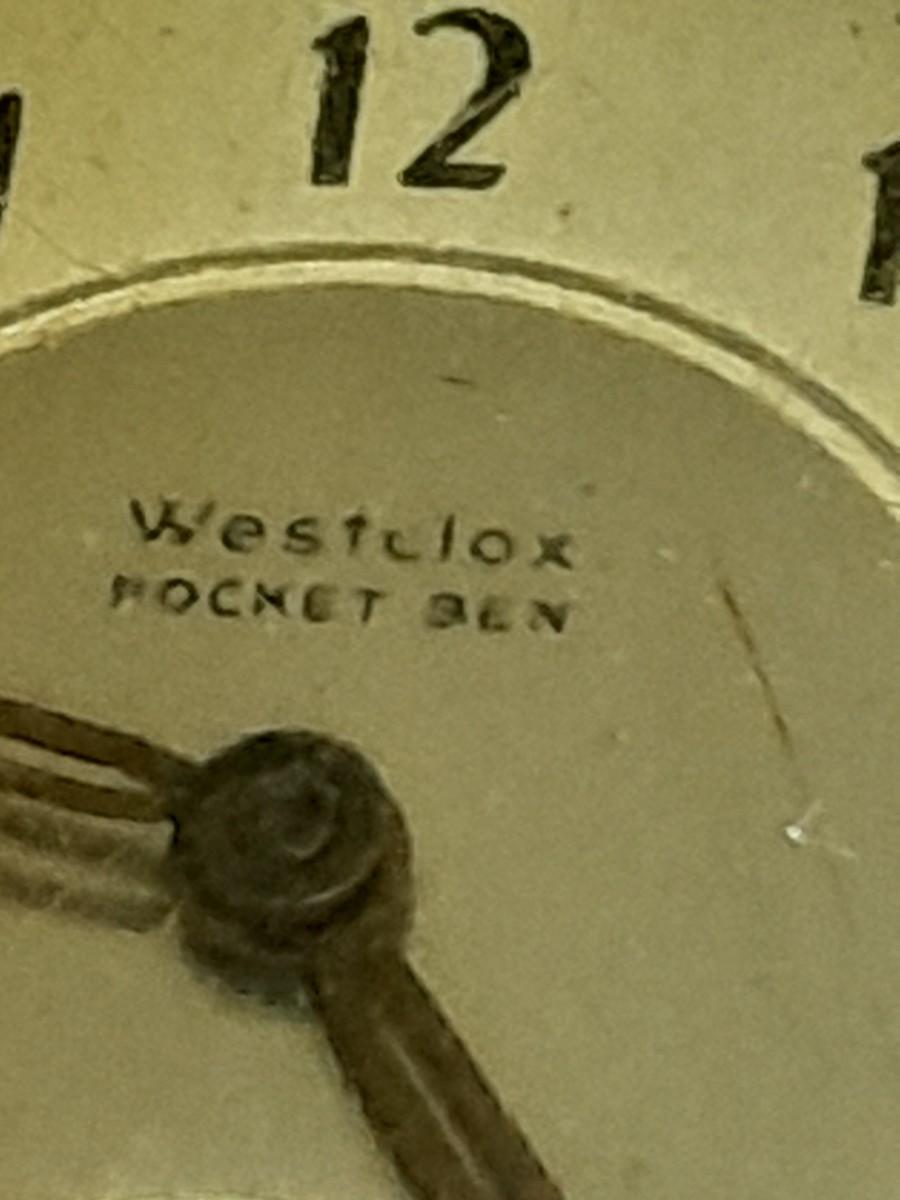 12
Westclox
POCKET BEN